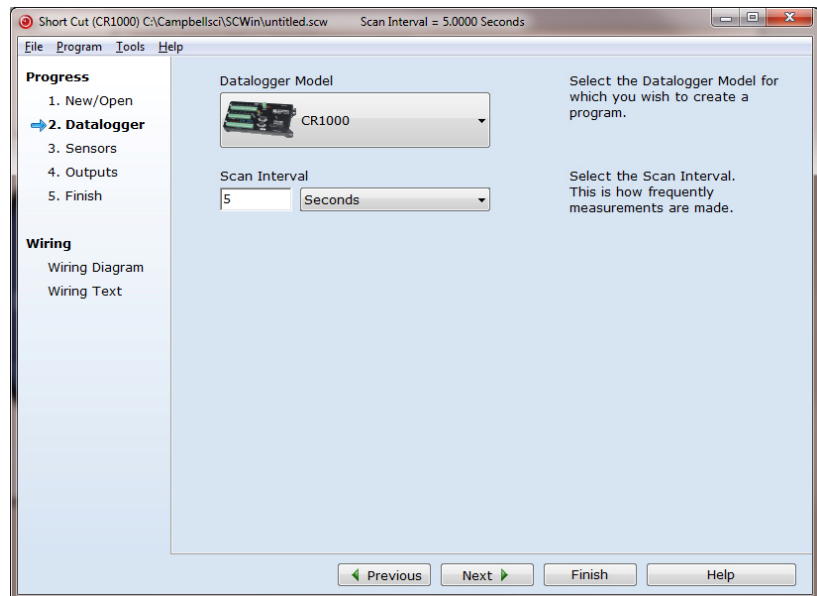 Short Cut (CR1000) C:\Campbellsci\SCWin\untitled.scw Scan Interval = 5.0000 Seconds
File Program Tools Help
Progress
1. New/Open
2. Datalogger
3. Sensors
4. Outputs
5. Finish
Wiring
Wiring Diagram
Wiring Text
Datalogger Model
CR1000
Select the Datalogger Model for
which you wish to create a
program.
Scan Interval
5 Seconds
Select the Scan Interval.
This is how frequently
measurements are made.
Previous Next Finish Help